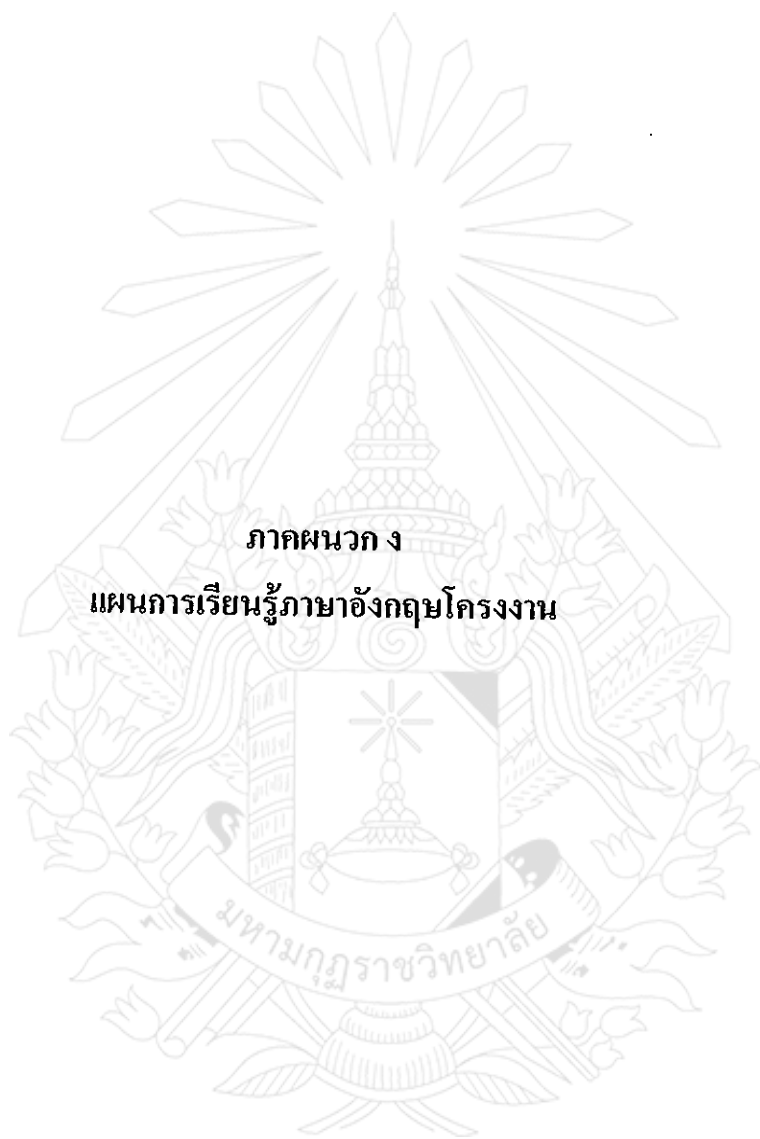 ภาคผนวก ง
แผนการเรียนรู้ภาษาอังกฤษโครงงาน
มหามกุฏราชวิทยาลัย